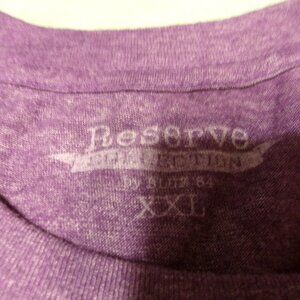 Reserve
COLLECTION
BY BLUE 84
XXL